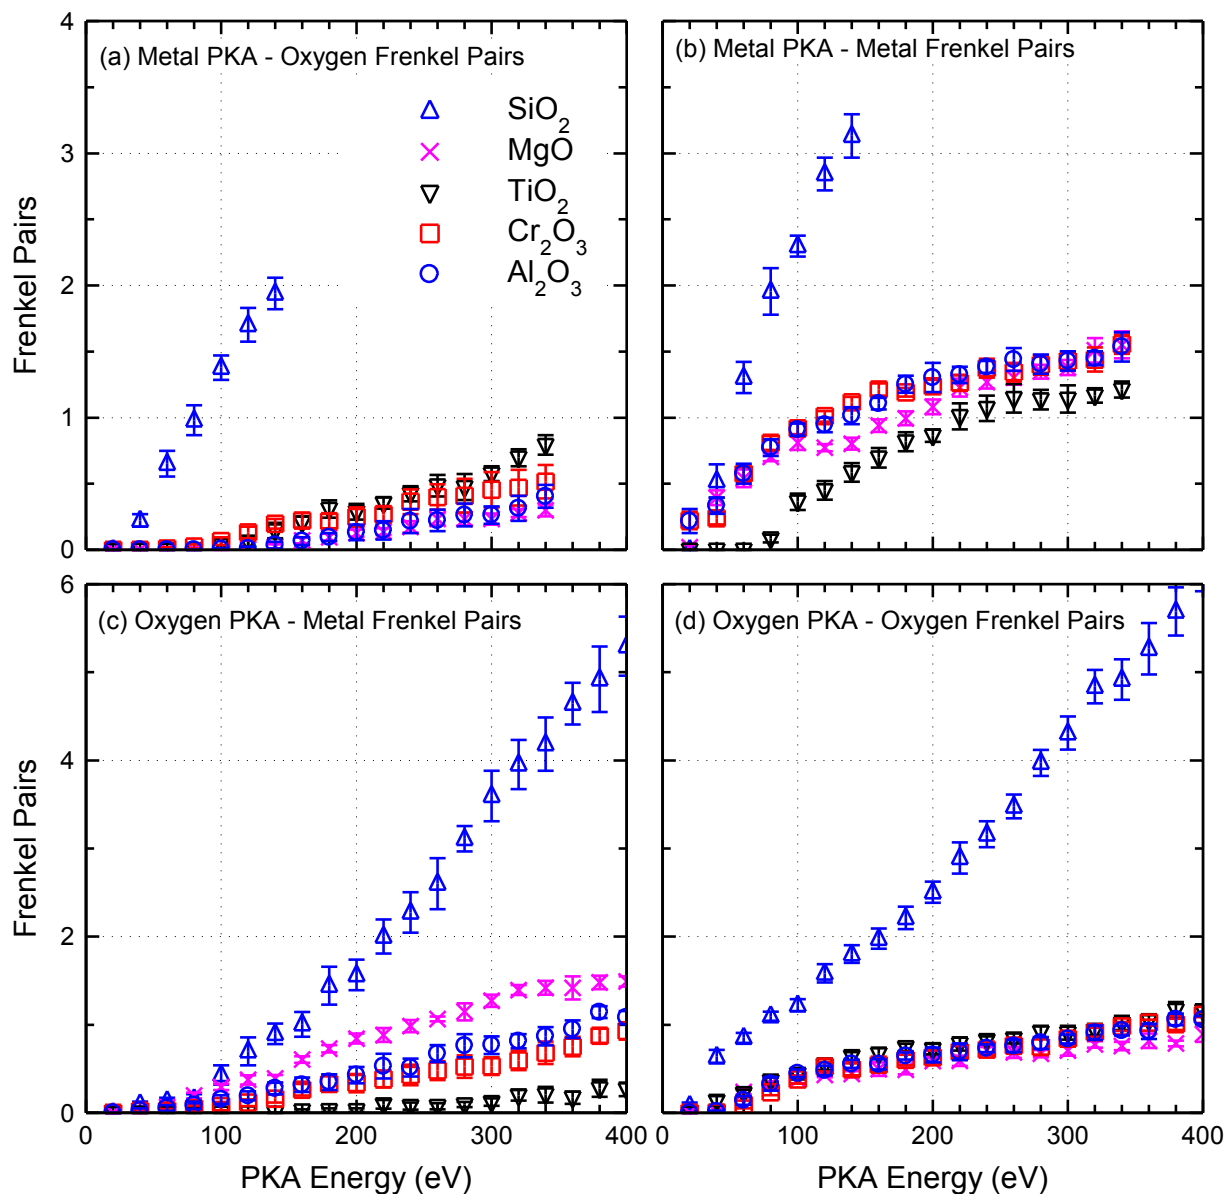 4
(a) Metal PKA - Oxygen Frenkel Pairs
(b) Metal PKA - Metal Frenkel Pairs
SiO2
MgO
TiO2
Cr2O3
Al2O3
3
2
1
0
Frenkel Pairs
6
(c) Oxygen PKA - Metal Frenkel Pairs
(d) Oxygen PKA - Oxygen Frenkel Pairs
4
2
0
Frenkel Pairs
0 100 200 300 400
0 100 200 300 400
PKA Energy (eV)
PKA Energy (eV)